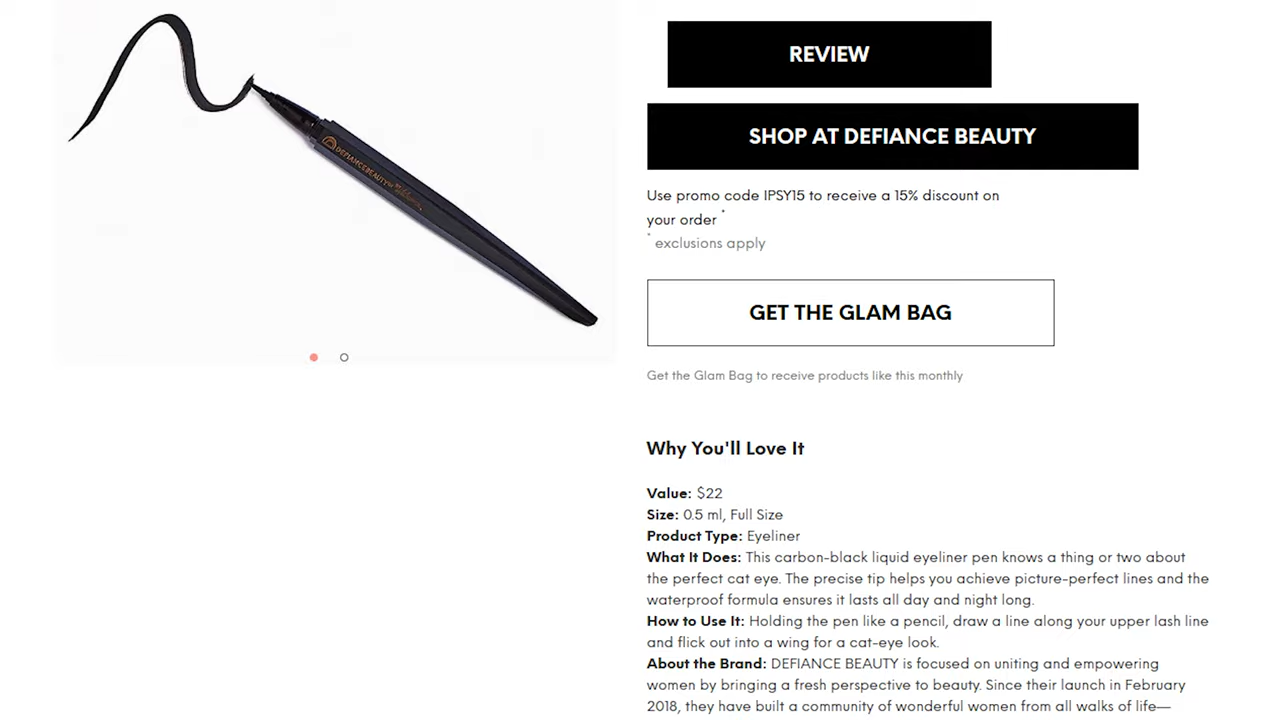 REVIEW
SHOP AT DEFIANCE BEAUTY
Use promo code IPSY15 to receive a 15% discount on
your order *
* exclusions apply
GET THE GLAM BAG
Get the Glam Bag to receive products like this monthly
DEFIANCE BEAUTY
Why You'll Love It
Value: $22
Size: 0.5 ml, Full Size
Product Type: Eyeliner
What It Does: This carbon-black liquid eyeliner pen knows a thing or two about
the perfect cat eye. The precise tip helps you achieve picture-perfect lines and the
waterproof formula ensures it lasts all day and night long.
How to Use It: Holding the pen like a pencil, draw a line along your upper lash line
and flick out into a wing for a cat-eye look.
About the Brand: DEFIANCE BEAUTY is focused on uniting and empowering
women by bringing a fresh perspective to beauty. Since their launch in February
2018, they have built a community of wonderful women from all walks of life—